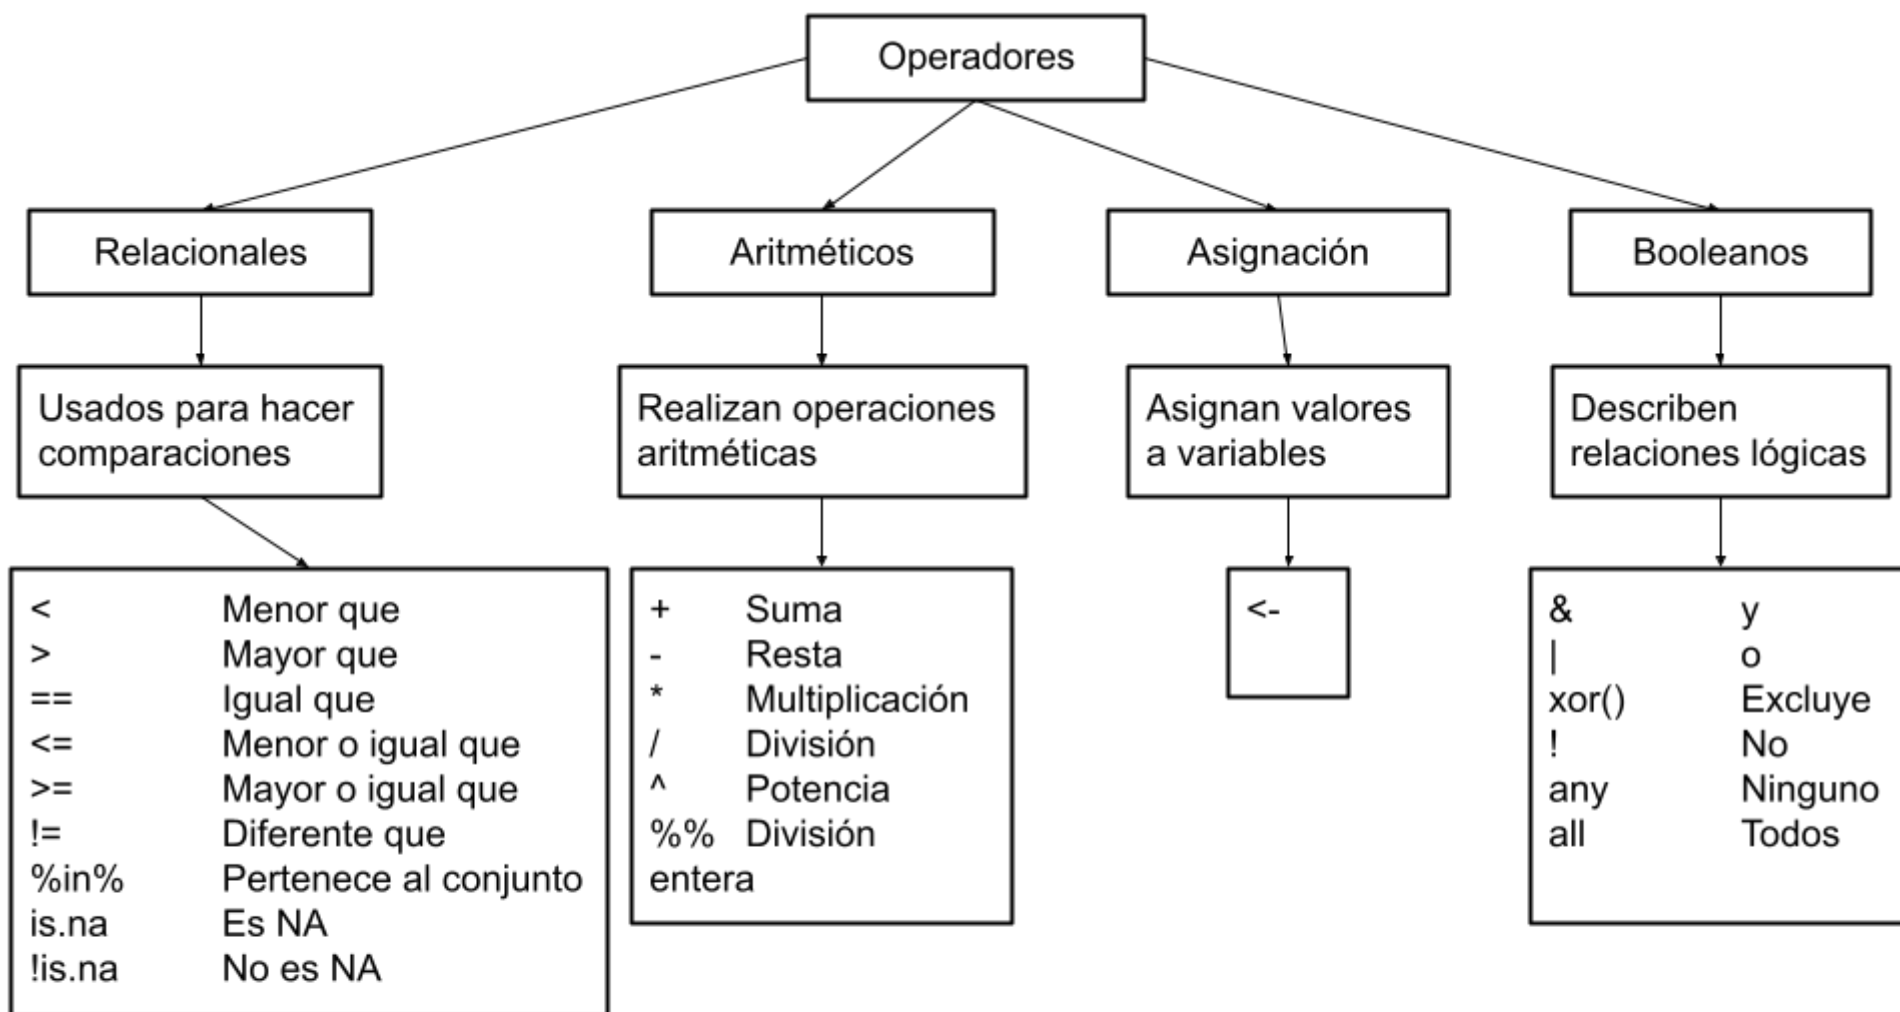 Operadores
Relacionales
Aritméticos
Asignación
Booleanos
Usados para hacer
comparaciones
Realizan operaciones
aritméticas
Asignan valores
a variables
Describen
relaciones lógicas
< Menor que
> Mayor que
== Igual que
<= Menor o igual que
>= Mayor o igual que
!= Diferente que
%in% Pertenece al conjunto
is.na Es NA
!is.na No es NA
+ Suma
- Resta
* Multiplicación
/ División
^ Potencia
%% División
entera
<-
& y
| o
xor() Excluye
! No
any Ninguno
all Todos